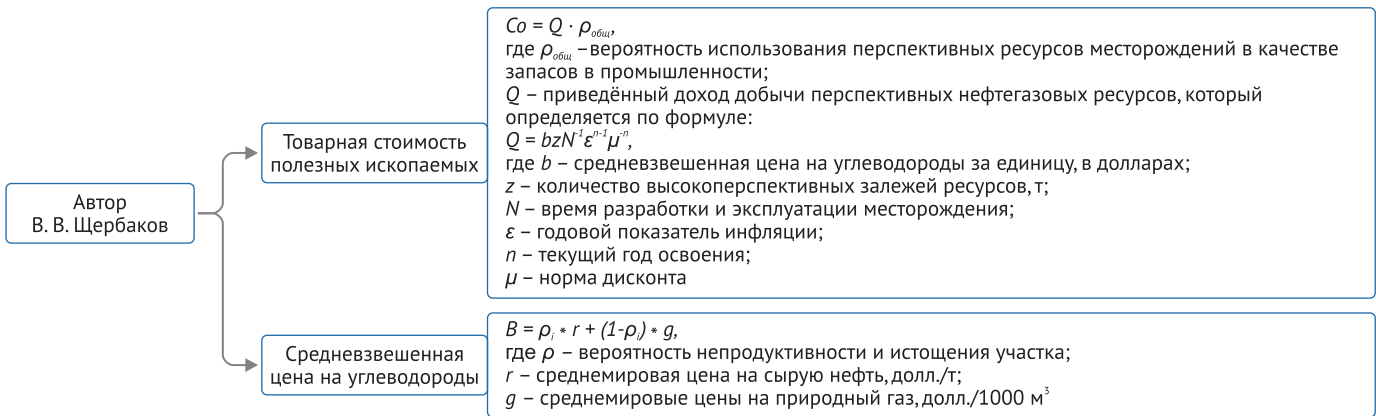 Автор
В. В. Щербаков
Товарная стоимость
полезных ископаемых
Co = Q · ρобщ,
где ρобщ –вероятность использования перспективных ресурсов месторождений в качестве
запасов в промышленности;
Q – приведённый доход добычи перспективных нефтегазовых ресурсов, который
определяется по формуле:
Q = bzN⁻¹εⁿ⁻¹μ⁻ⁿ,
где b – средневзвешенная цена на углеводороды за единицу, в долларах;
z – количество высокоперспективных залежей ресурсов, т;
N – время разработки и эксплуатации месторождения;
ε – годовой показатель инфляции;
n – текущий год освоения;
μ – норма дисконта
Средневзвешенная
цена на углеводороды
B = ρᵢ * r + (1-ρᵢ) * g,
где ρ – вероятность непродуктивности и истощения участка;
r – среднемировая цена на сырую нефть, долл./т;
g – среднемировые цены на природный газ, долл./1000 м³